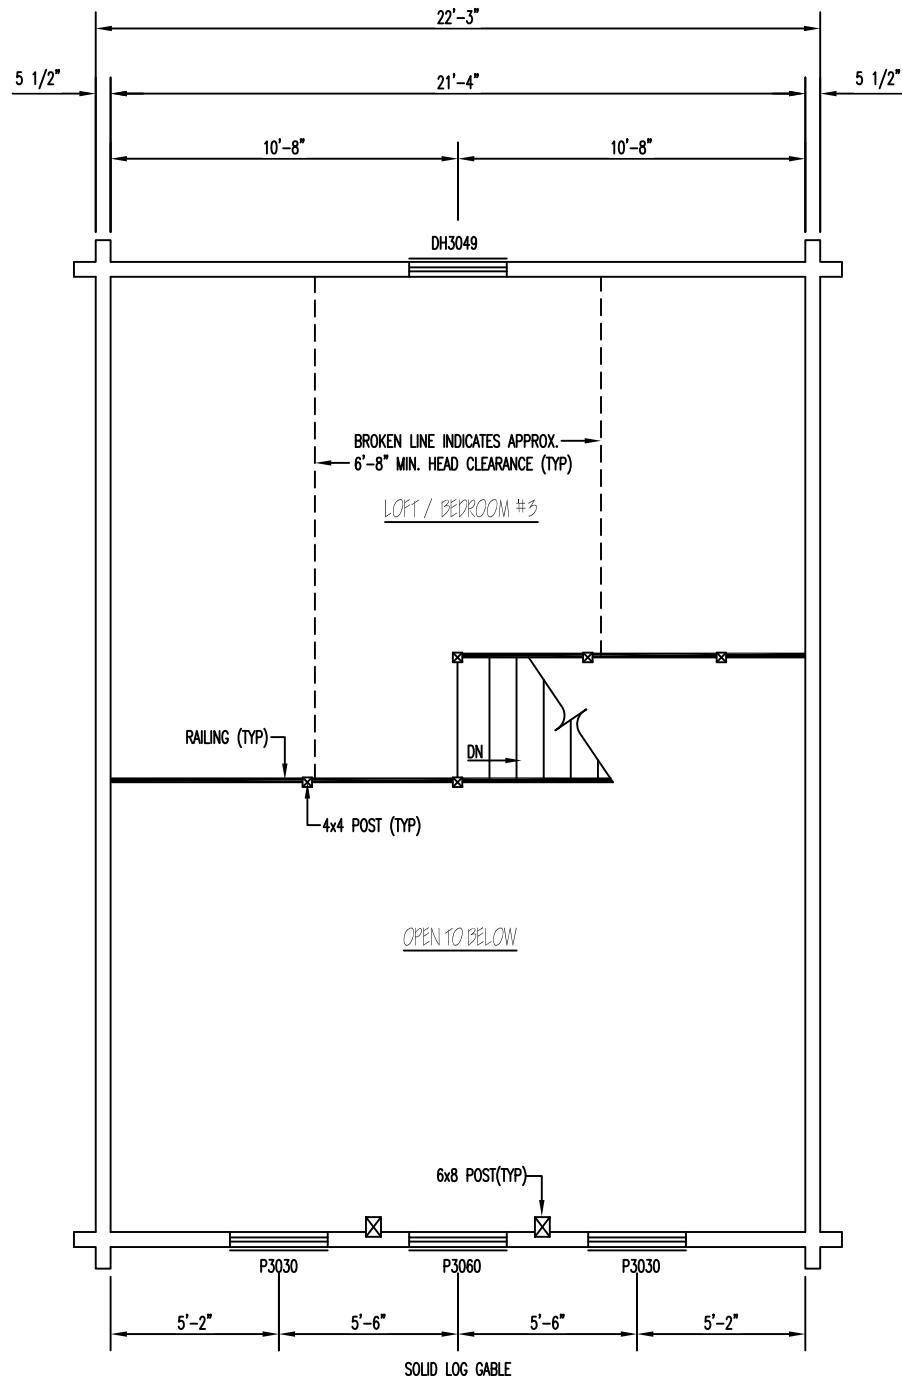 22'-3"
5 1/2" 21'-4" 5 1/2"
10'-8" 10'-8"
DH3049
BROKEN LINE INDICATES APPROX.
6'-8" MIN. HEAD CLEARANCE (TYP)
LOFT / BEDROOM #3
RAILING (TYP)
DN
4x4 POST (TYP)
OPEN TO BELOW
6x8 POST(TYP)
P3030 P3060 P3030
5'-2" 5'-6" 5'-6" 5'-2"
SOLID LOG GABLE